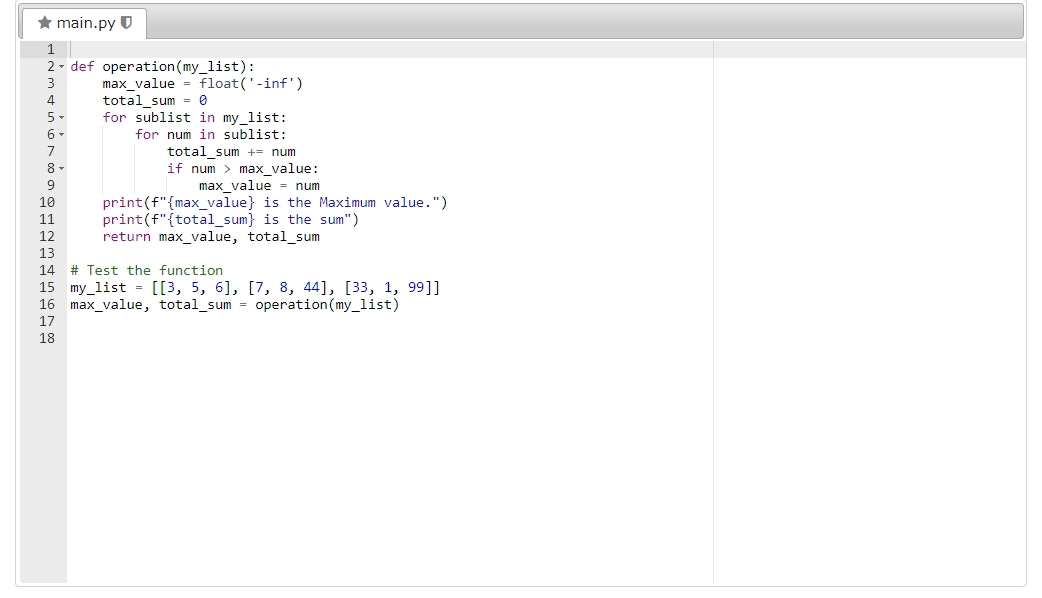 main.py
1
2 def operation(my_list):
3     max_value = float('-inf')
4     total_sum = 0
5     for sublist in my_list:
6         for num in sublist:
7             total_sum += num
8             if num > max_value:
9                 max_value = num
10     print(f"{max_value} is the Maximum value.")
11     print(f"{total_sum} is the sum")
12     return max_value, total_sum
13
14 # Test the function
15 my_list = [[3, 5, 6], [7, 8, 44], [33, 1, 99]]
16 max_value, total_sum = operation(my_list)
17
18